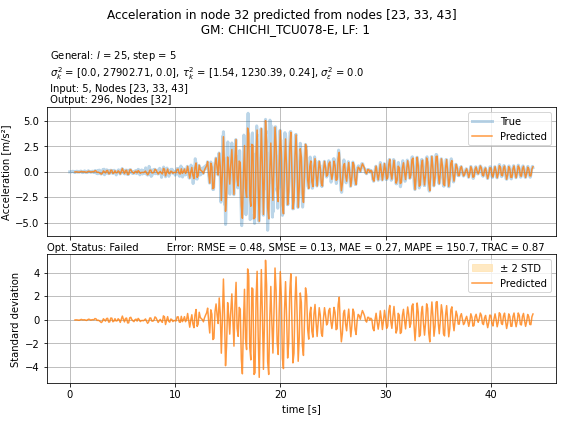 Acceleration in node 32 predicted from nodes [23, 33, 43]
GM: CHICHI_TCU078-E, LF: 1
General: l = 25, step = 5
σ²ₖ = [0.0, 27902.71, 0.0], τ²ₖ = [1.54, 1230.39, 0.24], σ²ε = 0.0
Input: 5, Nodes [23, 33, 43]
Output: 296, Nodes [32]
Acceleration [m/s²]
5.0
2.5
0.0
−2.5
−5.0
True
Predicted
Opt. Status: Failed Error: RMSE = 0.48, SMSE = 0.13, MAE = 0.27, MAPE = 150.7, TRAC = 0.87
Standard deviation
4
2
0
−2
−4
± 2 STD
Predicted
0 10 20 30 40
time [s]